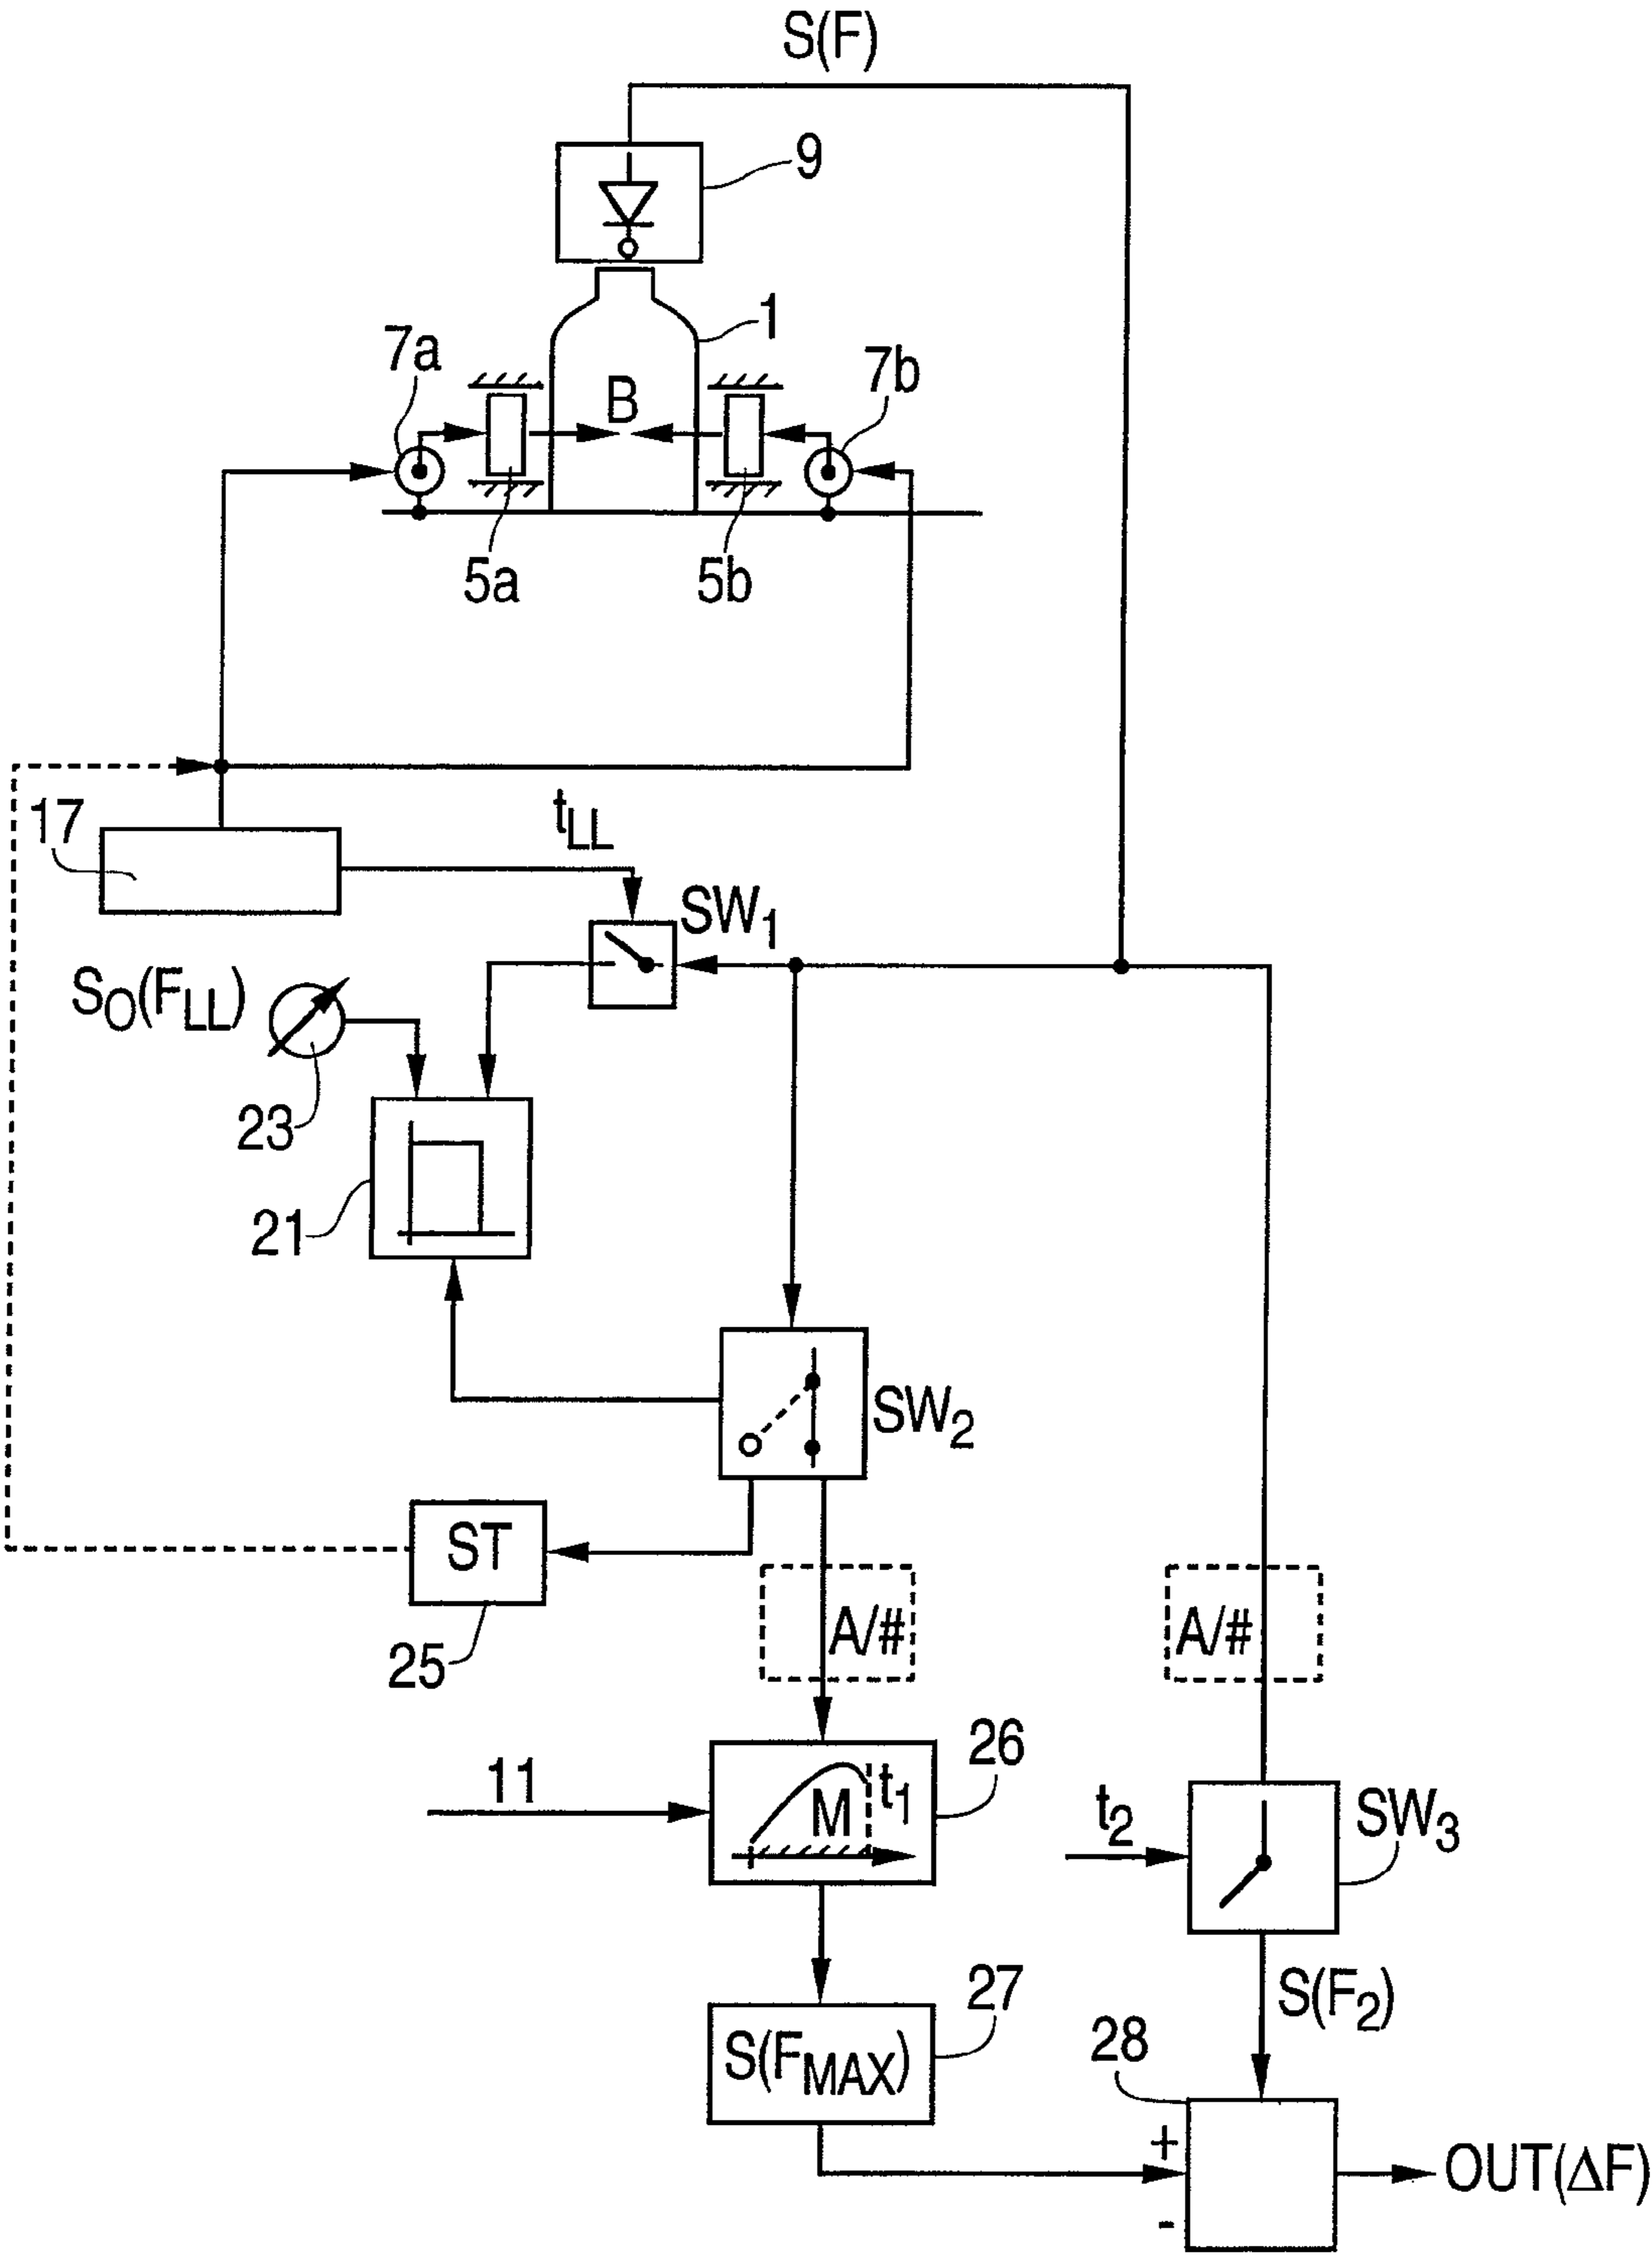 S(F)
9
1
7a
7b
B
5a
5b
17
tLL
SW1
SO(FLL)
23
21
SW2
ST
25
A/#
A/#
11
M
t1
26
t2
SW3
27
S(FMAX)
S(F2)
28
+
-
OUT(ΔF)